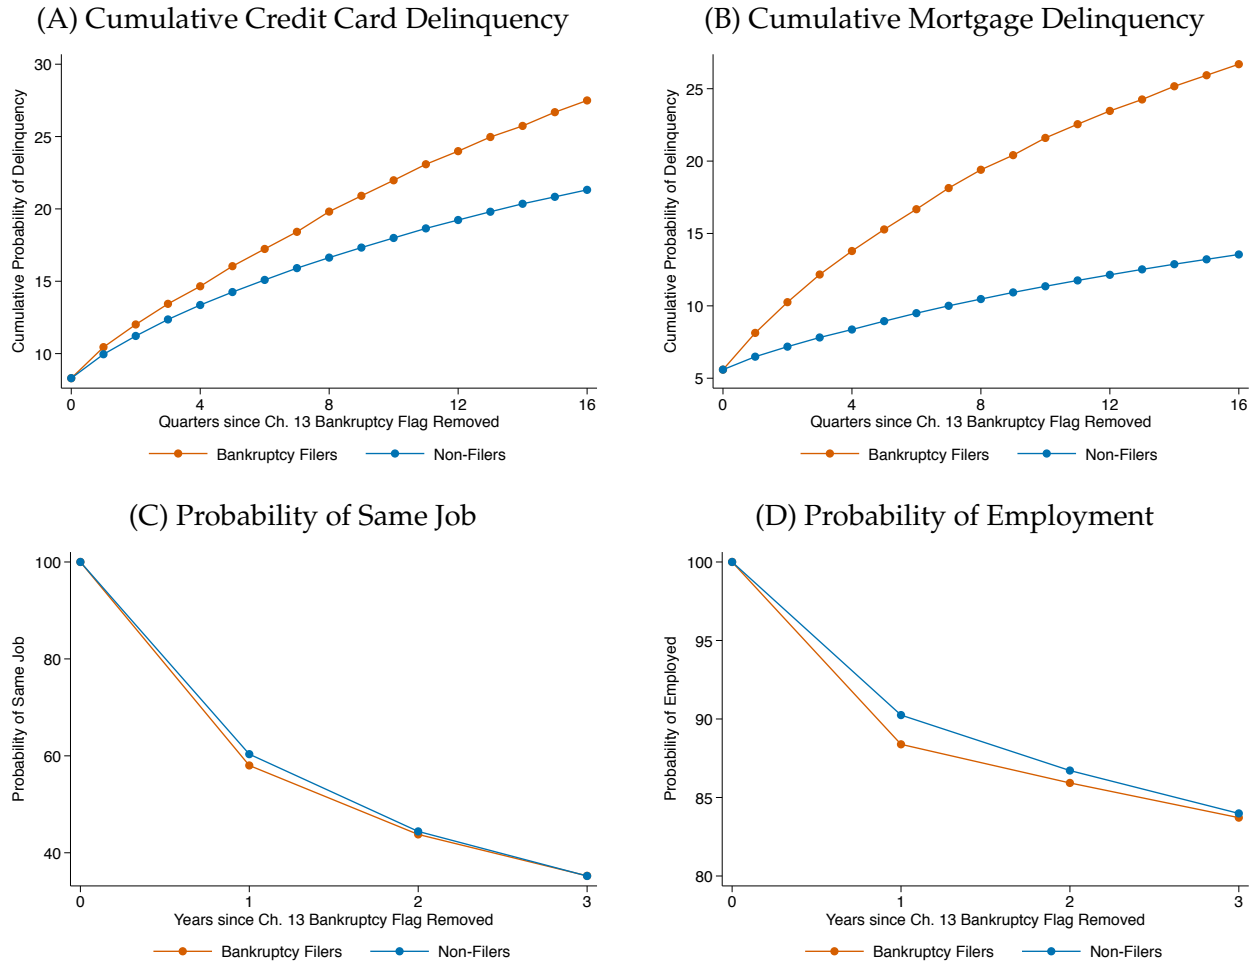 (A) Cumulative Credit Card Delinquency
Cumulative Probability of Delinquency
30
25
20
15
10
0 4 8 12 16
Quarters since Ch. 13 Bankruptcy Flag Removed
Bankruptcy Filers Non-Filers
(B) Cumulative Mortgage Delinquency
Cumulative Probability of Delinquency
25
20
15
10
5
0 4 8 12 16
Quarters since Ch. 13 Bankruptcy Flag Removed
Bankruptcy Filers Non-Filers
(C) Probability of Same Job
Probability of Same Job
100
80
60
40
0 1 2 3
Years since Ch. 13 Bankruptcy Flag Removed
Bankruptcy Filers Non-Filers
(D) Probability of Employment
Probability of Employed
100
95
90
85
80
0 1 2 3
Years since Ch. 13 Bankruptcy Flag Removed
Bankruptcy Filers Non-Filers